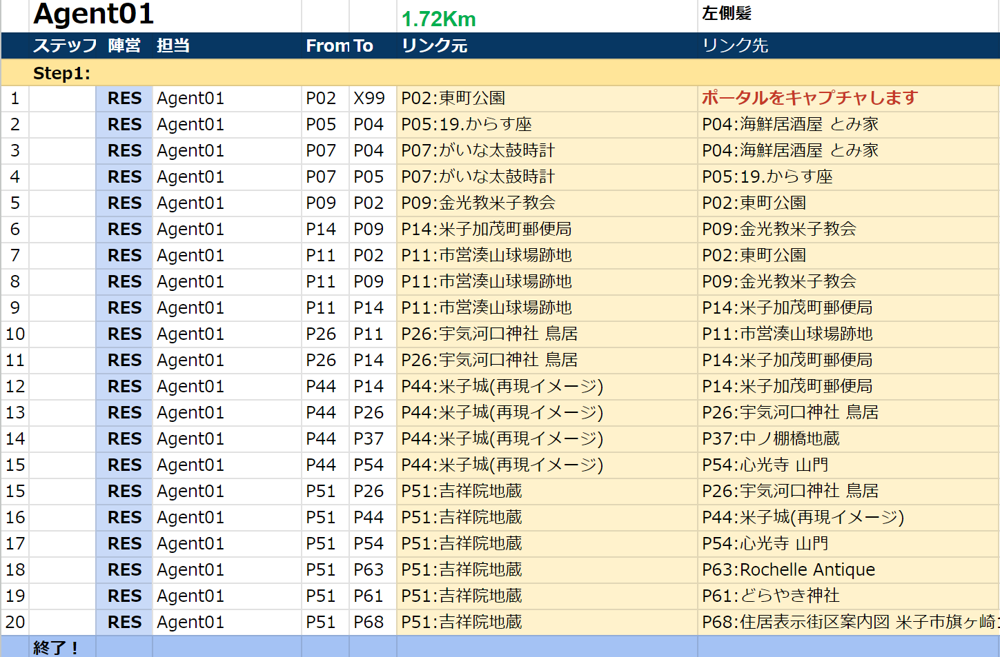 Agent01 1.72Km 左側髪
ステップ 陣営 担当 From To リンク元 リンク先
Step1:
1 RES Agent01 P02 X99 P02:東町公園 ポータルをキャプチャします
2 RES Agent01 P05 P04 P05:19.からす座 P04:海鮮居酒屋 とみ家
3 RES Agent01 P07 P04 P07:がいな太鼓時計 P04:海鮮居酒屋 とみ家
4 RES Agent01 P07 P05 P07:がいな太鼓時計 P05:19.からす座
5 RES Agent01 P09 P02 P09:金光教米子教会 P02:東町公園
6 RES Agent01 P14 P09 P14:米子加茂町郵便局 P09:金光教米子教会
7 RES Agent01 P11 P02 P11:市営湊山球場跡地 P02:東町公園
8 RES Agent01 P11 P09 P11:市営湊山球場跡地 P09:金光教米子教会
9 RES Agent01 P11 P14 P11:市営湊山球場跡地 P14:米子加茂町郵便局
10 RES Agent01 P26 P11 P26:宇気河口神社 鳥居 P11:市営湊山球場跡地
11 RES Agent01 P26 P14 P26:宇気河口神社 鳥居 P14:米子加茂町郵便局
12 RES Agent01 P44 P14 P44:米子城(再現イメージ) P14:米子加茂町郵便局
13 RES Agent01 P44 P26 P44:米子城(再現イメージ) P26:宇気河口神社 鳥居
14 RES Agent01 P44 P37 P44:米子城(再現イメージ) P37:中ノ棚橋地蔵
15 RES Agent01 P44 P54 P44:米子城(再現イメージ) P54:心光寺 山門
15 RES Agent01 P51 P26 P51:吉祥院地蔵 P26:宇気河口神社 鳥居
16 RES Agent01 P51 P44 P51:吉祥院地蔵 P44:米子城(再現イメージ)
17 RES Agent01 P51 P54 P51:吉祥院地蔵 P54:心光寺 山門
18 RES Agent01 P51 P63 P51:吉祥院地蔵 P63:Rochelle Antique
19 RES Agent01 P51 P61 P51:吉祥院地蔵 P61:どらやき神社
20 RES Agent01 P51 P68 P51:吉祥院地蔵 P68:住居表示街区案内図 米子市旗ヶ崎
終了！